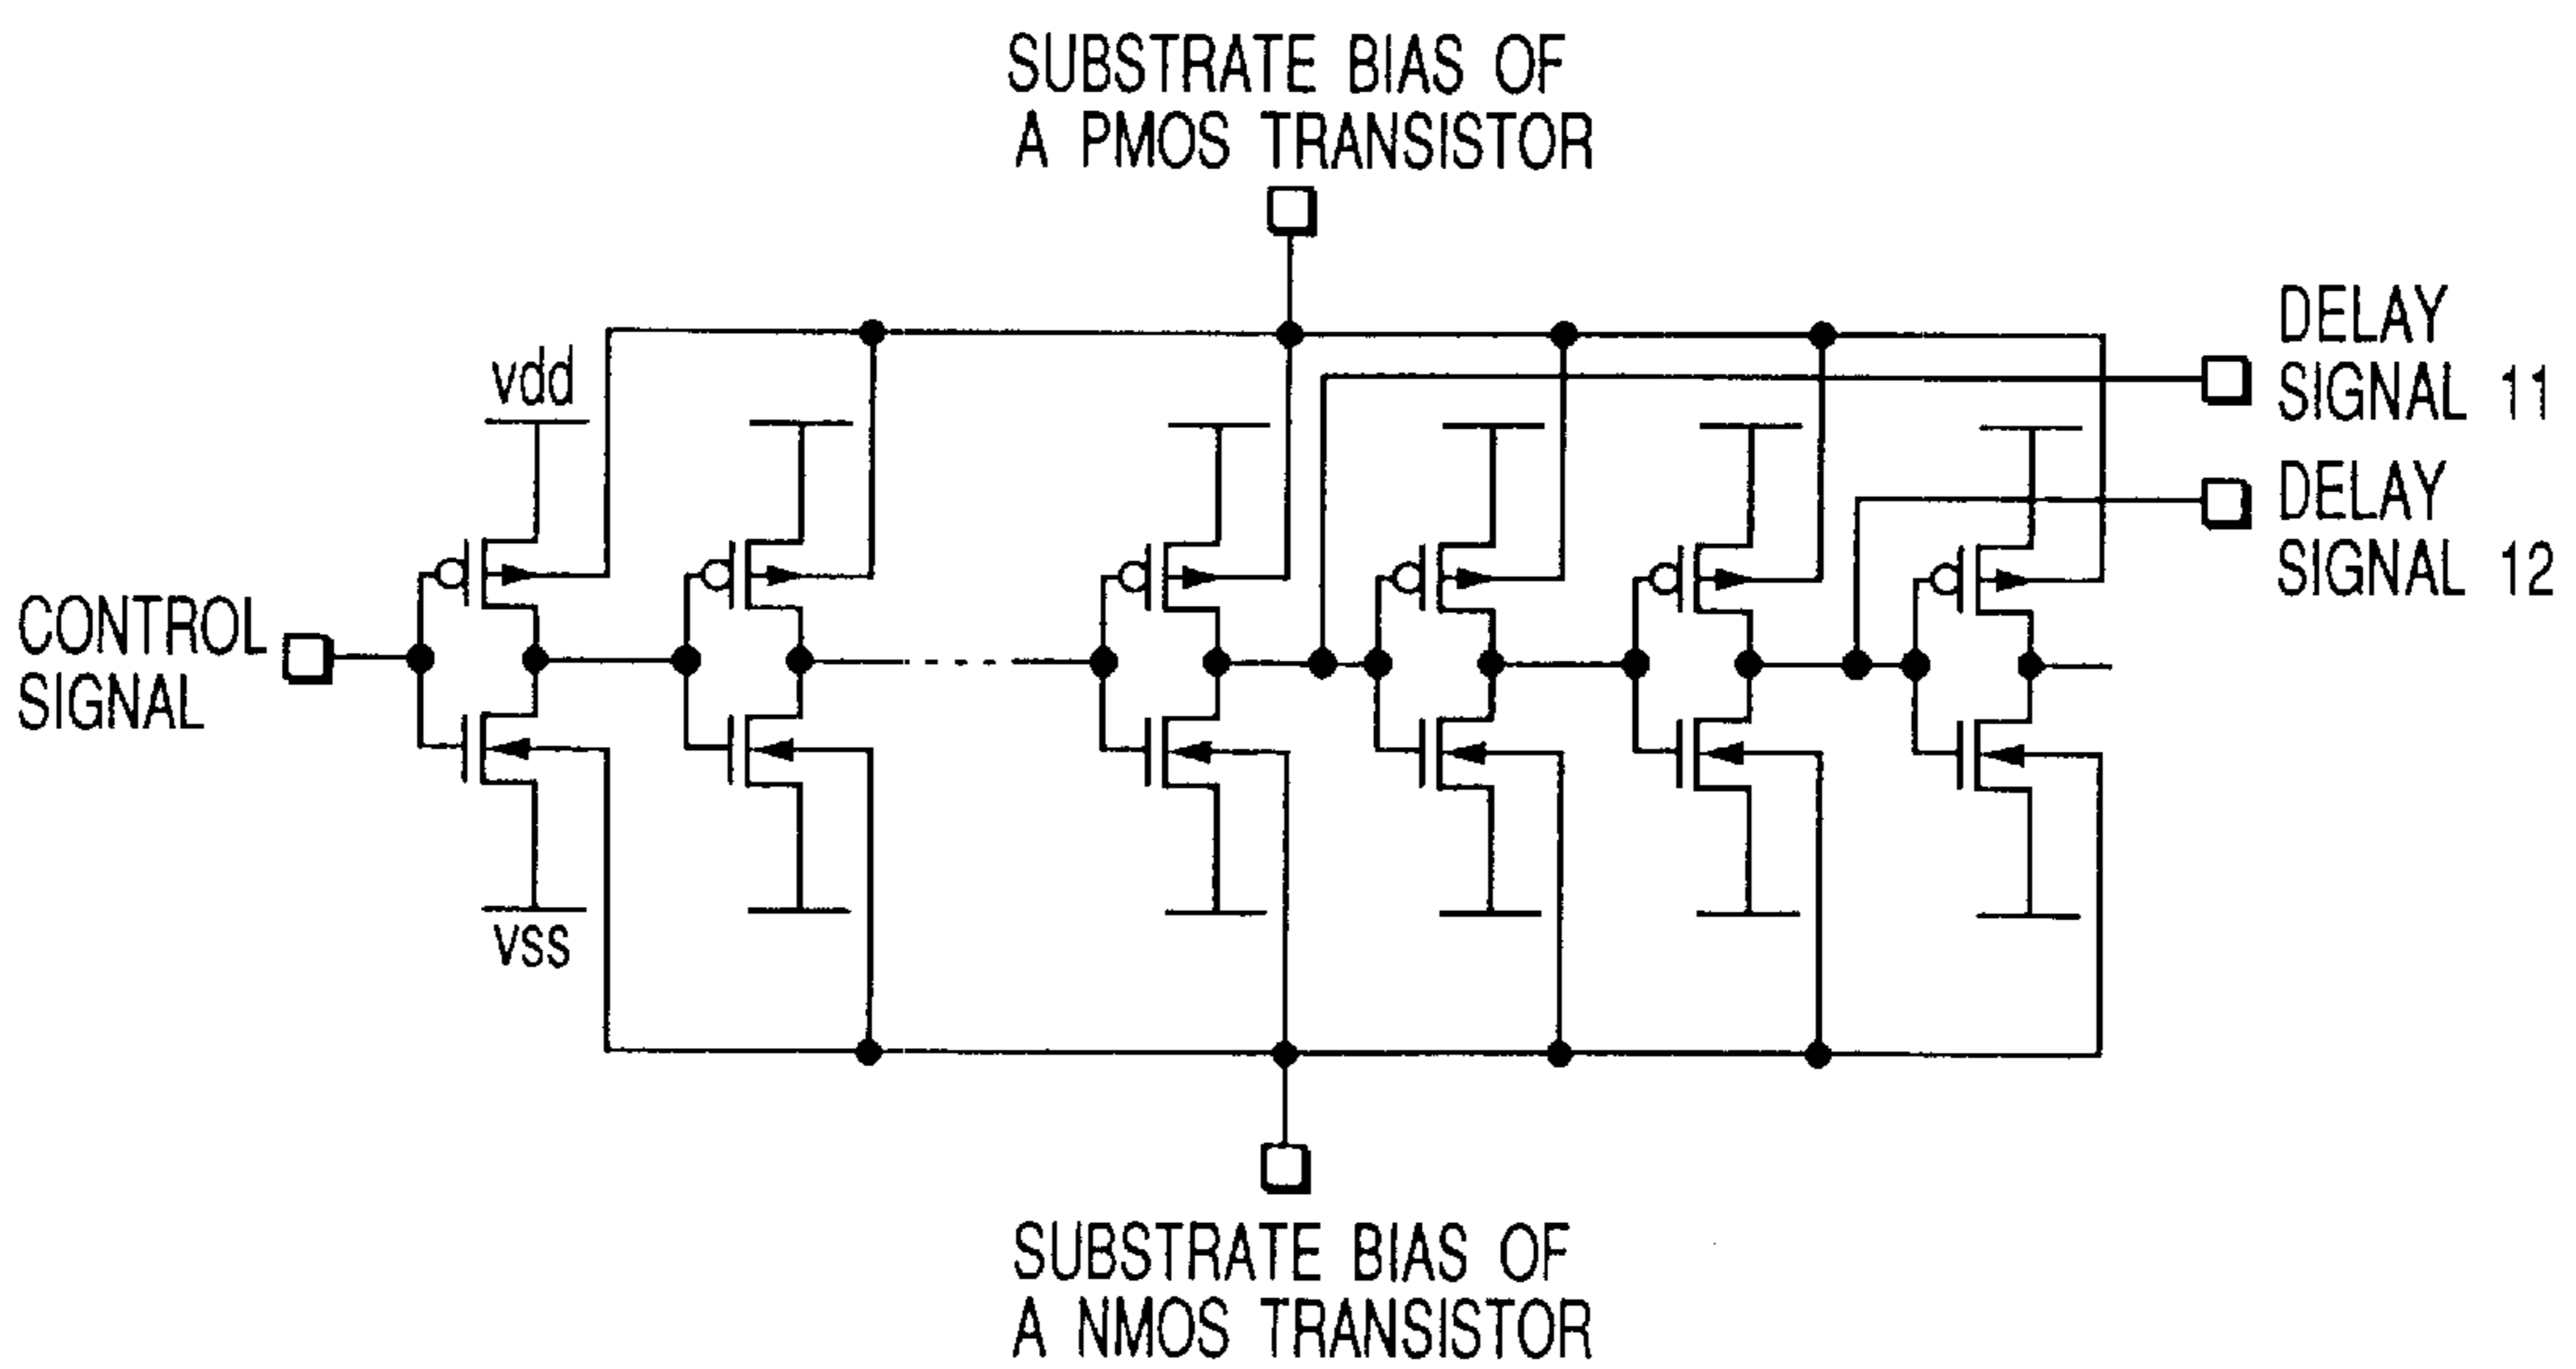 SUBSTRATE BIAS OF
A PMOS TRANSISTOR
DELAY
SIGNAL 11
vdd
DELAY
SIGNAL 12
CONTROL
SIGNAL
vss
SUBSTRATE BIAS OF
A NMOS TRANSISTOR